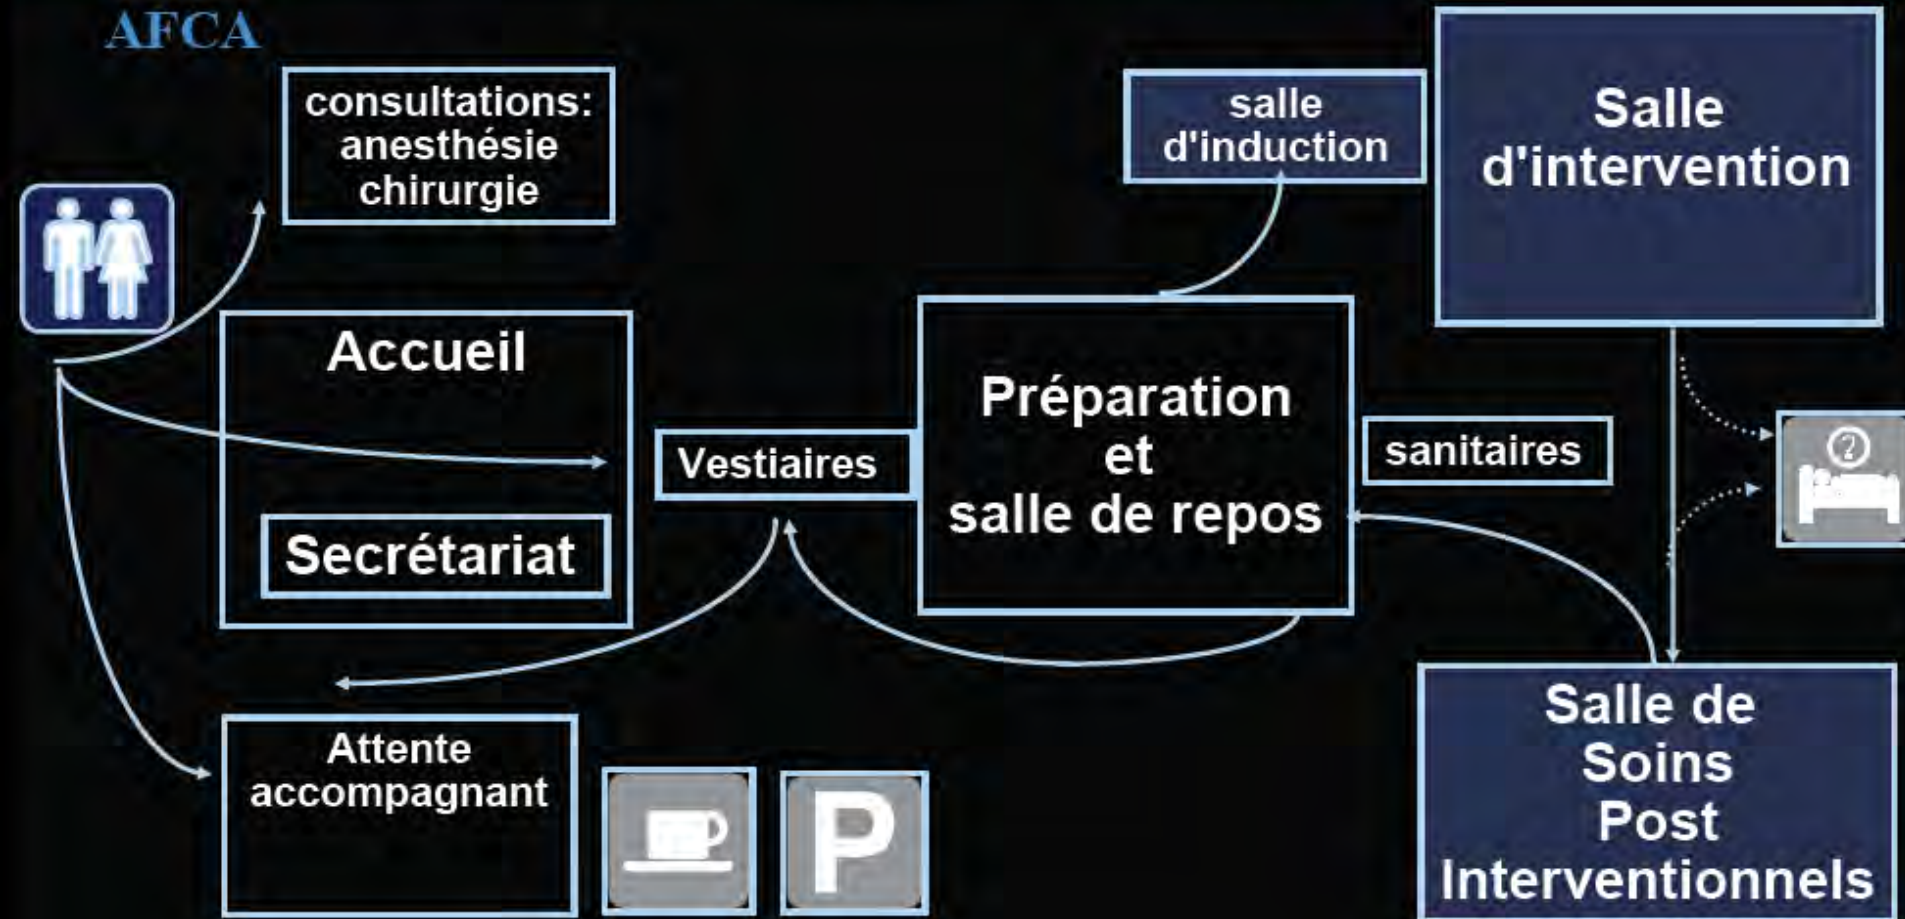 AFCA
consultations:
anesthésie
chirurgie
salle
d'induction
Salle
d'intervention
Accueil
Secrétariat
Vestiaires
Préparation
et
salle de repos
sanitaires
?
Attente
accompagnant
P
Salle de
Soins
Post
Interventionnels